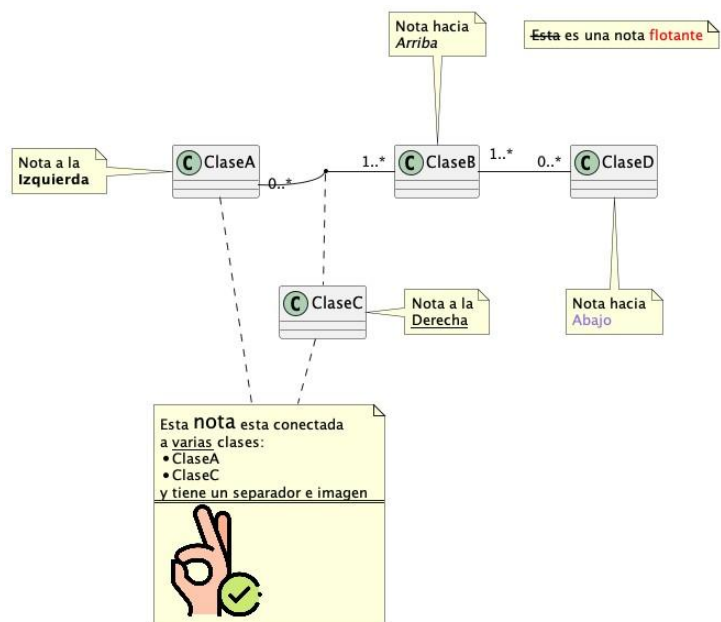 Nota hacia
Arriba
Esta es una nota flotante
Nota a la
Izquierda
C ClaseA
0..*
1..*
C ClaseB
1..*
0..*
C ClaseD
C ClaseC
Nota a la
Derecha
Nota hacia
Abajo
Esta nota esta conectada
a varias clases:
• ClaseA
• ClaseC
y tiene un separador e imagen